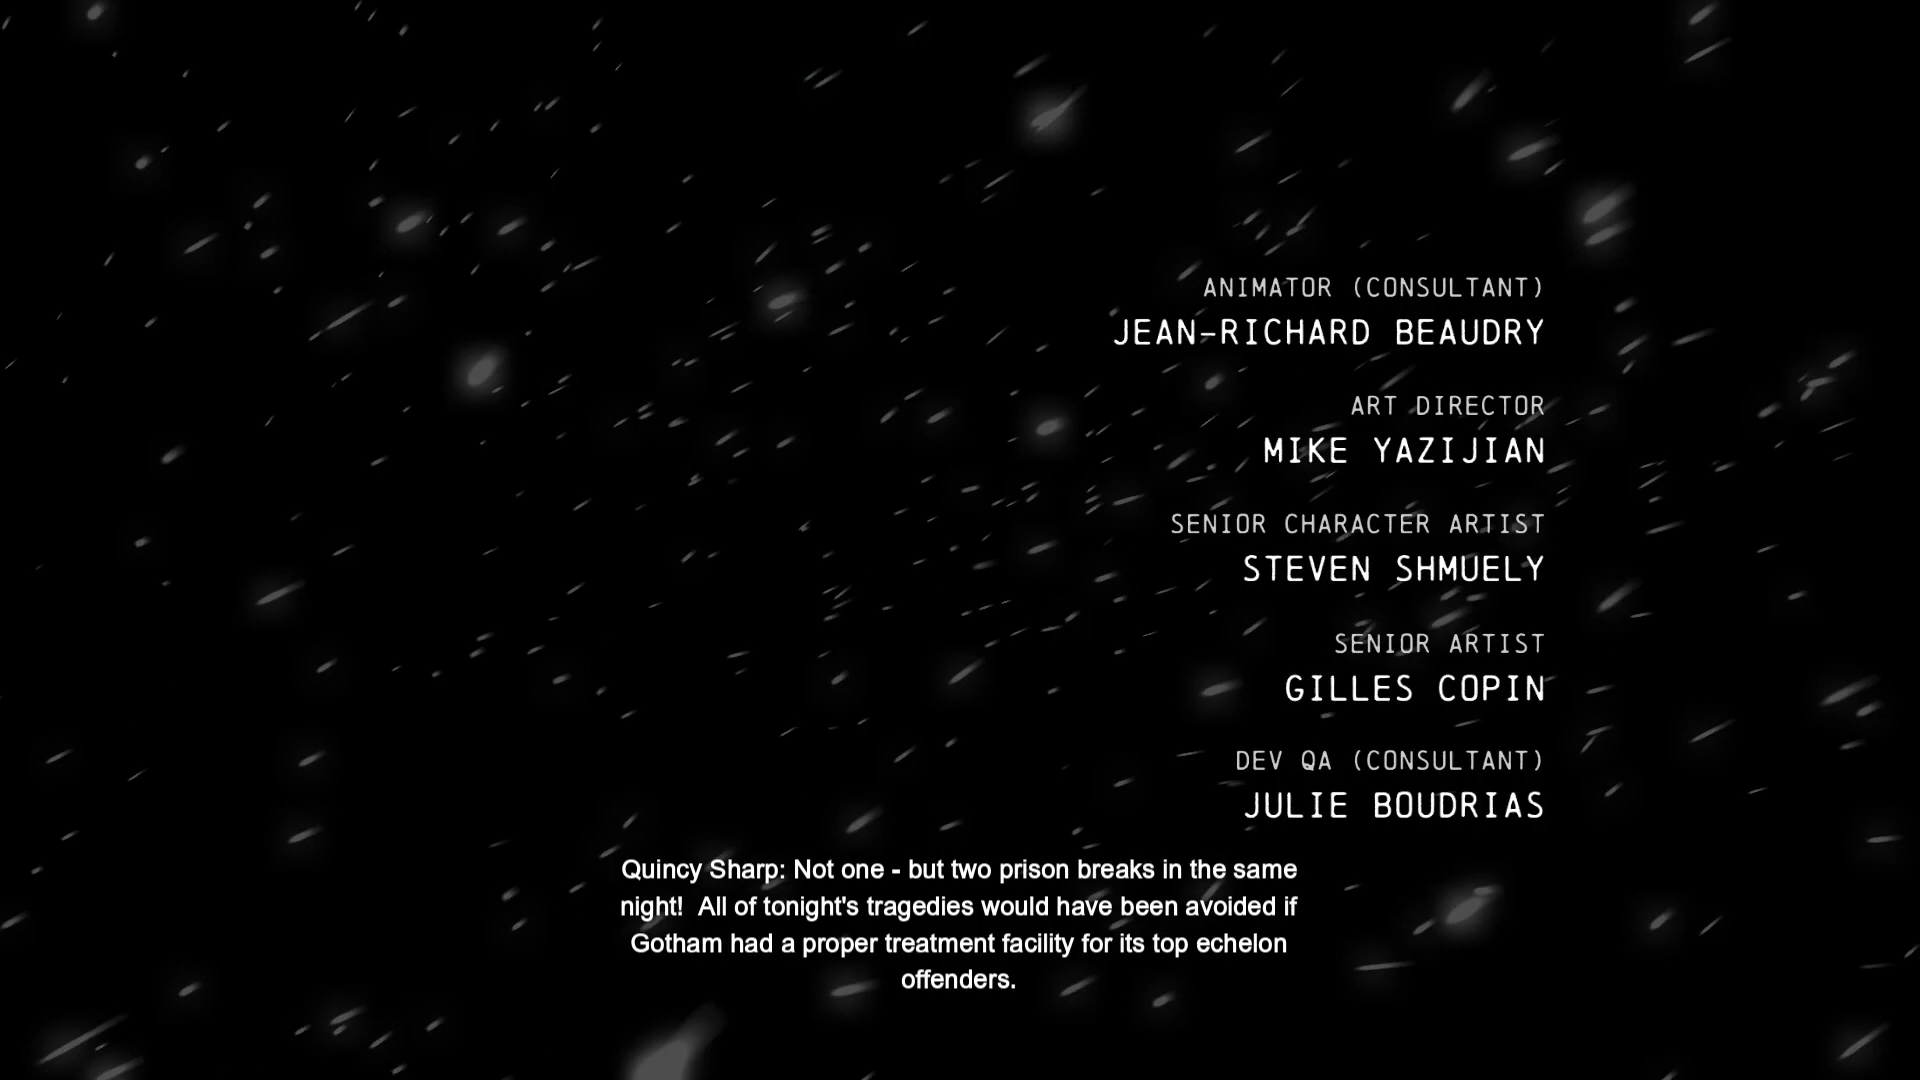 ANIMATOR (CONSULTANT)
JEAN-RICHARD BEAUDRY
ART DIRECTOR
MIKE YAZIJIAN
SENIOR CHARACTER ARTIST
STEVEN SHMUELY
SENIOR ARTIST
GILLES COPIN
DEV QA (CONSULTANT)
JULIE BOUDRIAS
Quincy Sharp: Not one - but two prison breaks in the same
night!  All of tonight's tragedies would have been avoided if
Gotham had a proper treatment facility for its top echelon
offenders.